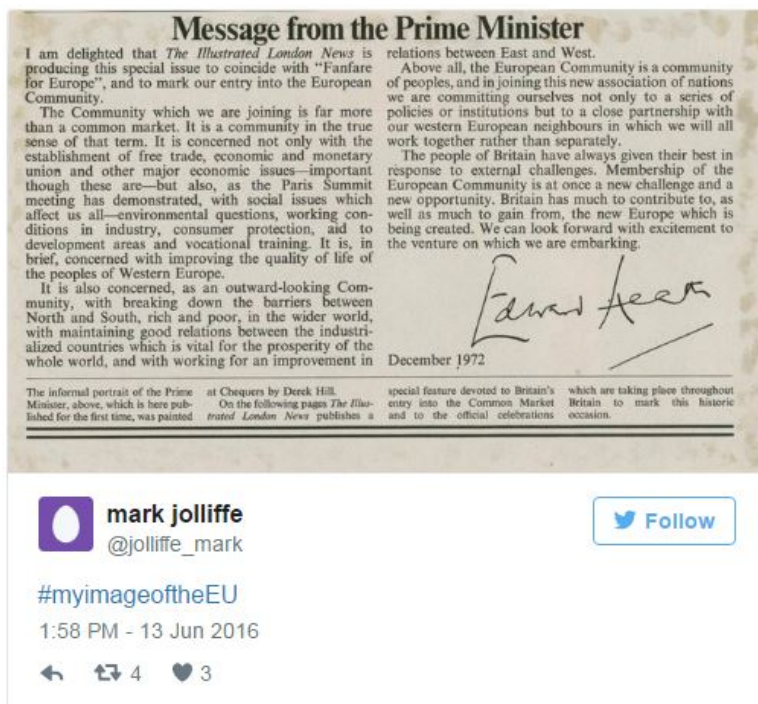 Message from the Prime Minister
I am delighted that The Illustrated London News is
producing this special issue to coincide with "Fanfare
for Europe", and to mark our entry into the European
Community.
The Community which we are joining is far more
than a common market. It is a community in the true
sense of that term. It is concerned not only with the
establishment of free trade, economic and monetary
union and other major economic issues—important
though these are—but also, as the Paris Summit
meeting has demonstrated, with social issues which
affect us all—environmental questions, working con-
ditions in industry, consumer protection, aid to
development areas and vocational training. It is, in
brief, concerned with improving the quality of life of
the peoples of Western Europe.
It is also concerned, as an outward-looking Com-
munity, with breaking down the barriers between
North and South, rich and poor, in the wider world,
with maintaining good relations between the industri-
alized countries which is vital for the prosperity of the
whole world, and with working for an improvement in
relations between East and West.
Above all, the European Community is a community
of peoples, and in joining this new association of nations
we are committing ourselves not only to a series of
policies or institutions but to a close partnership with
our western European neighbours in which we will all
work together rather than separately.
The people of Britain have always given their best in
response to external challenges. Membership of the
European Community is at once a new challenge and a
new opportunity. Britain has much to contribute to, as
well as much to gain from, the new Europe which is
being created. We can look forward with excitement to
the venture on which we are embarking.
Edward Heath
December 1972
The informal portrait of the Prime
Minister, above, which is here pub-
lished for the first time, was painted
at Chequers by Derek Hill.
On the following pages The Illus-
trated London News publishes a
special feature devoted to Britain's
entry into the Common Market
and to the official celebrations
which are taking place throughout
Britain to mark this historic
occasion.
mark jolliffe
@jolliffe_mark
Follow
#myimageoftheEU
1:58 PM - 13 Jun 2016
4
3